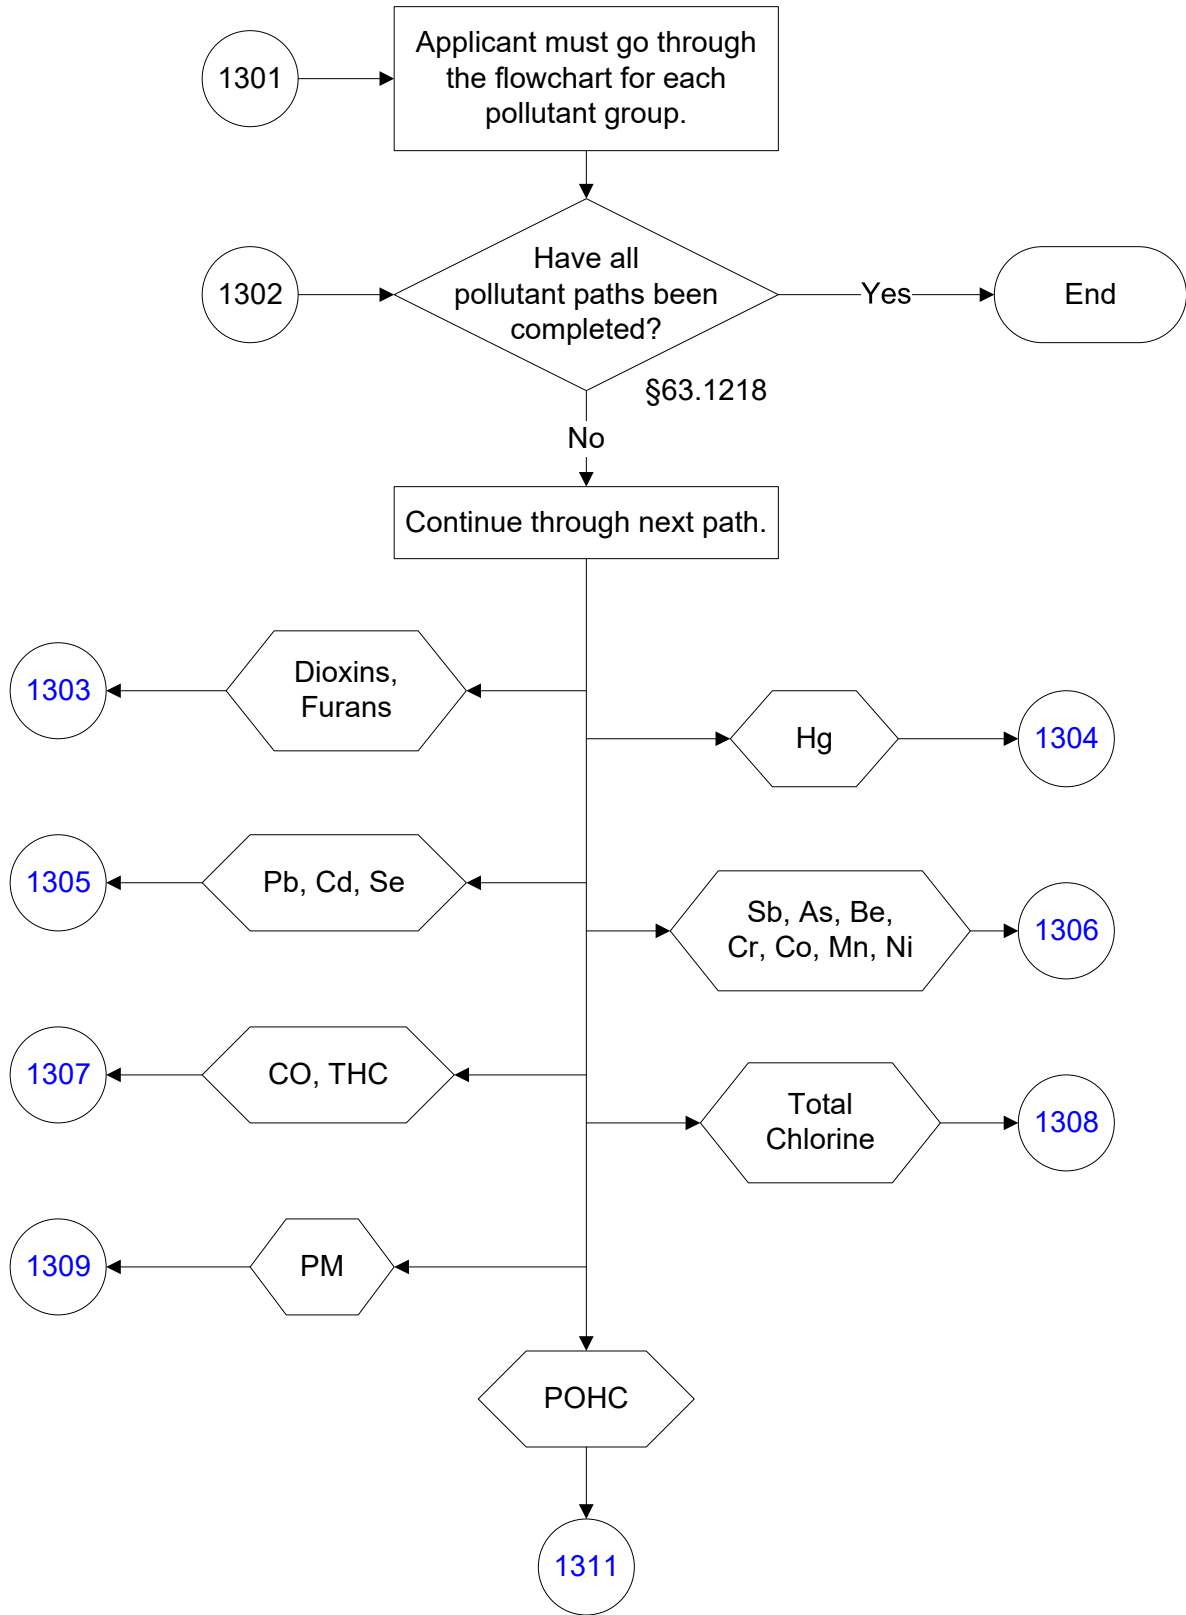 1301
Applicant must go through
the flowchart for each
pollutant group.
1302
Have all
pollutant paths been
completed?
Yes
End
§63.1218
No
Continue through next path.
1303
Dioxins,
Furans
Hg
1304
1305
Pb, Cd, Se
Sb, As, Be,
Cr, Co, Mn, Ni
1306
1307
CO, THC
Total
Chlorine
1308
1309
PM
POHC
1311